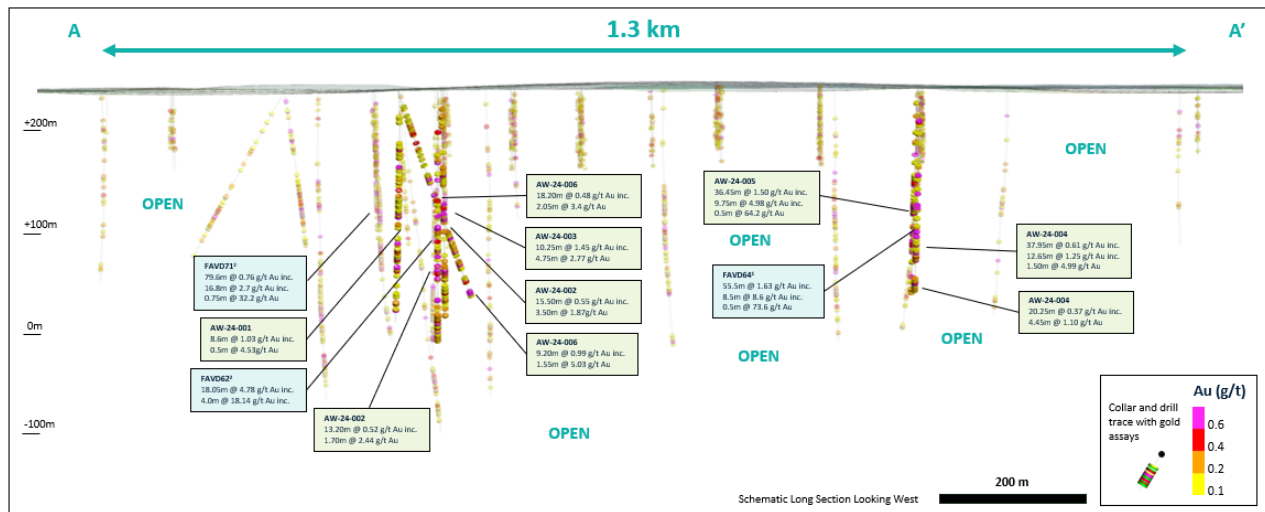 A
1.3 km
A’
+200m
+100m
0m
-100m
OPEN
OPEN
OPEN
OPEN
OPEN
OPEN
AW-24-006
18.20m @ 0.48 g/t Au inc.
2.05m @ 3.4 g/t Au
AW-24-003
10.25m @ 1.45 g/t Au inc.
4.75m @ 2.77 g/t Au
AW-24-002
15.50m @ 0.55 g/t Au inc.
3.50m @ 1.87g/t Au
AW-24-006
9.20m @ 0.99 g/t Au inc.
1.55m @ 5.03 g/t Au
FAVD71²
79.6m @ 0.76 g/t Au inc.
16.8m @ 2.7 g/t Au inc.
0.75m @ 32.2 g/t Au
AW-24-001
8.6m @ 1.03 g/t Au inc.
0.5m @ 4.53g/t Au
FAVD62²
18.05m @ 4.78 g/t Au inc.
4.0m @ 18.14 g/t Au inc.
AW-24-002
13.20m @ 0.52 g/t Au inc.
1.70m @ 2.44 g/t Au
AW-24-005
36.45m @ 1.50 g/t Au inc.
9.75m @ 4.98 g/t Au inc.
0.5m @ 64.2 g/t Au
FAVD64¹
55.5m @ 1.63 g/t Au inc.
8.5m @ 8.6 g/t Au inc.
0.5m @ 73.6 g/t Au
AW-24-004
37.95m @ 0.61 g/t Au inc.
12.65m @ 1.25 g/t Au inc.
1.50m @ 4.99 g/t Au
AW-24-004
20.25m @ 0.37 g/t Au inc.
4.45m @ 1.10 g/t Au
Au (g/t)
Collar and drill
trace with gold
assays
0.6
0.4
0.2
0.1
200 m
Schematic Long Section Looking West